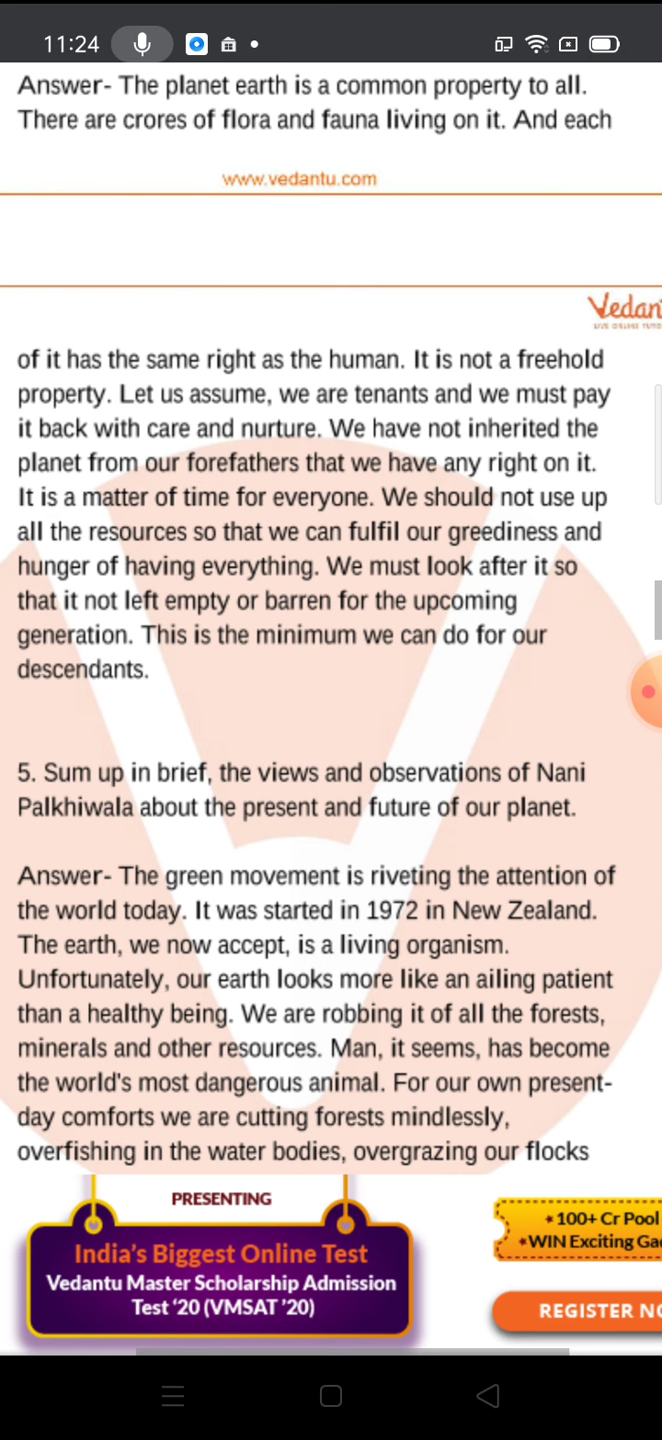 11:24
Answer- The planet earth is a common property to all.
There are crores of flora and fauna living on it. And each
www.vedantu.com
Vedan
LIVE ONLINE TUTO
of it has the same right as the human. It is not a freehold
property. Let us assume, we are tenants and we must pay
it back with care and nurture. We have not inherited the
planet from our forefathers that we have any right on it.
It is a matter of time for everyone. We should not use up
all the resources so that we can fulfil our greediness and
hunger of having everything. We must look after it so
that it not left empty or barren for the upcoming
generation. This is the minimum we can do for our
descendants.
5. Sum up in brief, the views and observations of Nani
Palkhiwala about the present and future of our planet.
Answer- The green movement is riveting the attention of
the world today. It was started in 1972 in New Zealand.
The earth, we now accept, is a living organism.
Unfortunately, our earth looks more like an ailing patient
than a healthy being. We are robbing it of all the forests,
minerals and other resources. Man, it seems, has become
the world's most dangerous animal. For our own present-
day comforts we are cutting forests mindlessly,
overfishing in the water bodies, overgrazing our flocks
PRESENTING
India's Biggest Online Test
Vedantu Master Scholarship Admission
Test '20 (VMSAT '20)
★ 100+ Cr Pool
★WIN Exciting Gad
REGISTER NO